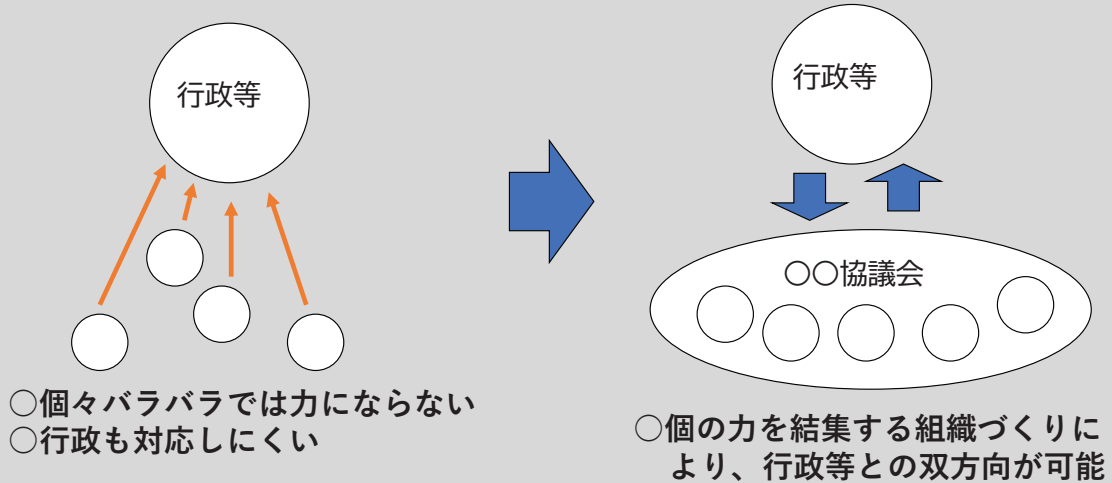 行政等
○個々バラバラでは力にならない
○行政も対応しにくい
行政等
○○協議会
○個の力を結集する組織づくりに
より、行政等との双方向が可能